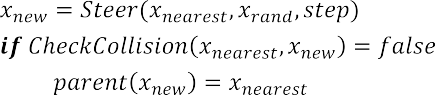 x_new = Steer(x_nearest, x_rand, step)
if CheckCollision(x_nearest, x_new) = false
parent(x_new) = x_nearest